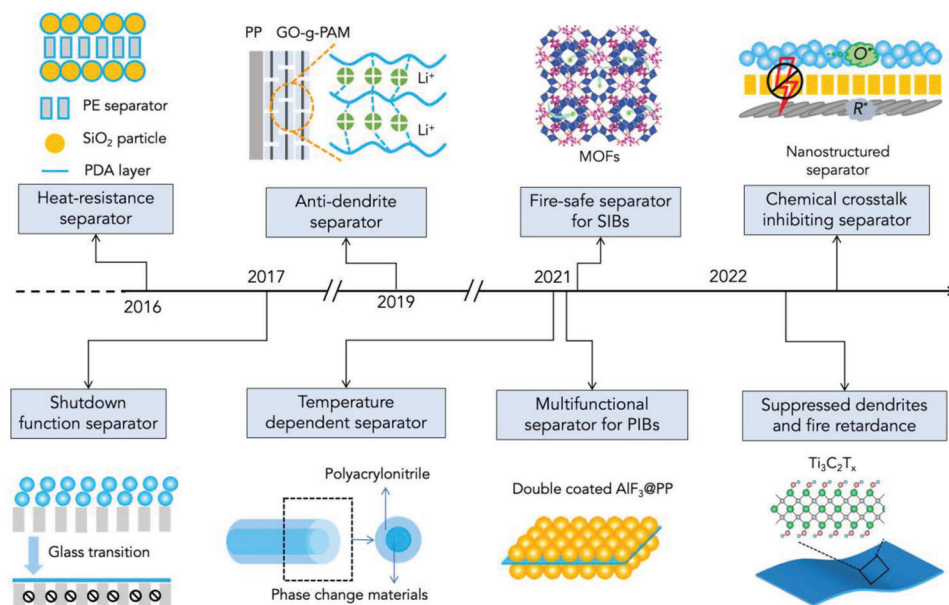 PP GO-g-PAM
Li⁺
Li⁺
O*
R*
PE separator
SiO₂ particle
PDA layer
MOFs
Nanostructured
separator
Heat-resistance
separator
Anti-dendrite
separator
Fire-safe separator
for SIBs
Chemical crosstalk
inhibiting separator
2016
2017
2019
2021
2022
Shutdown
function separator
Temperature
dependent separator
Multifunctional
separator for PIBs
Suppressed dendrites
and fire retardance
Glass transition
Polyacrylonitrile
Phase change materials
Double coated AlF₃@PP
Ti₃C₂Tₓ